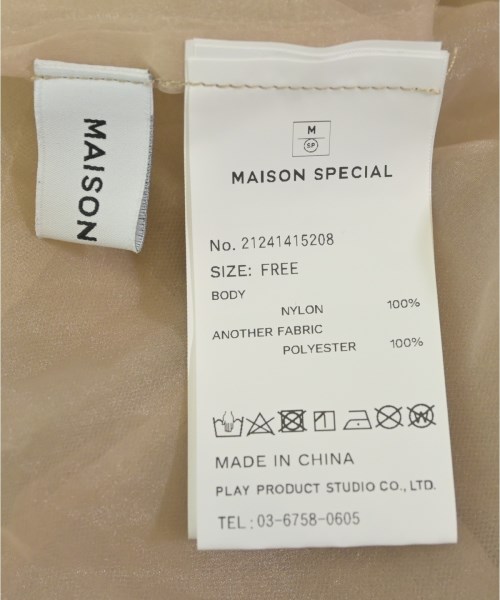 MAISON
M
SP
MAISON SPECIAL
No. 21241415208
SIZE: FREE
BODY
NYLON 100%
ANOTHER FABRIC
POLYESTER 100%
MADE IN CHINA
PLAY PRODUCT STUDIO CO., LTD.
TEL: 03-6758-0605